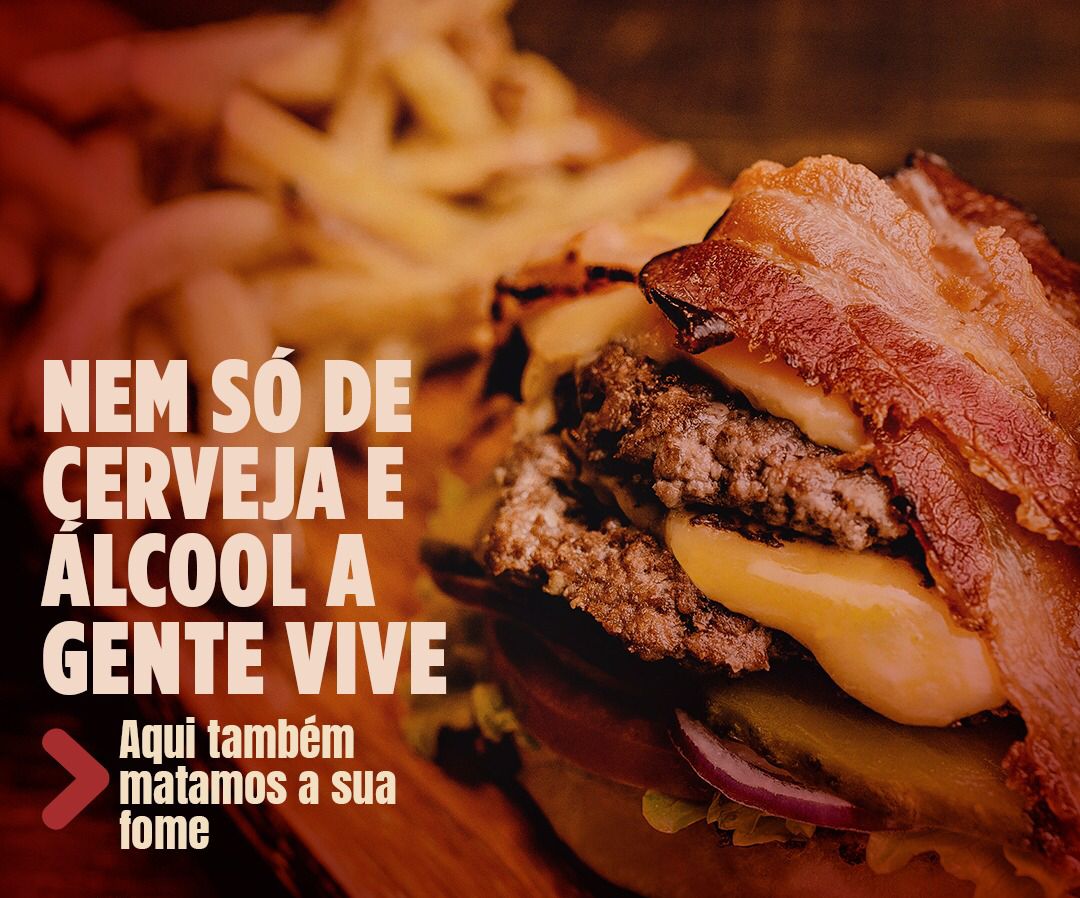 NEM SÓ DE
CERVEJA E
ÁLCOOL A
GENTE VIVE
Aqui também
matamos a sua
fome